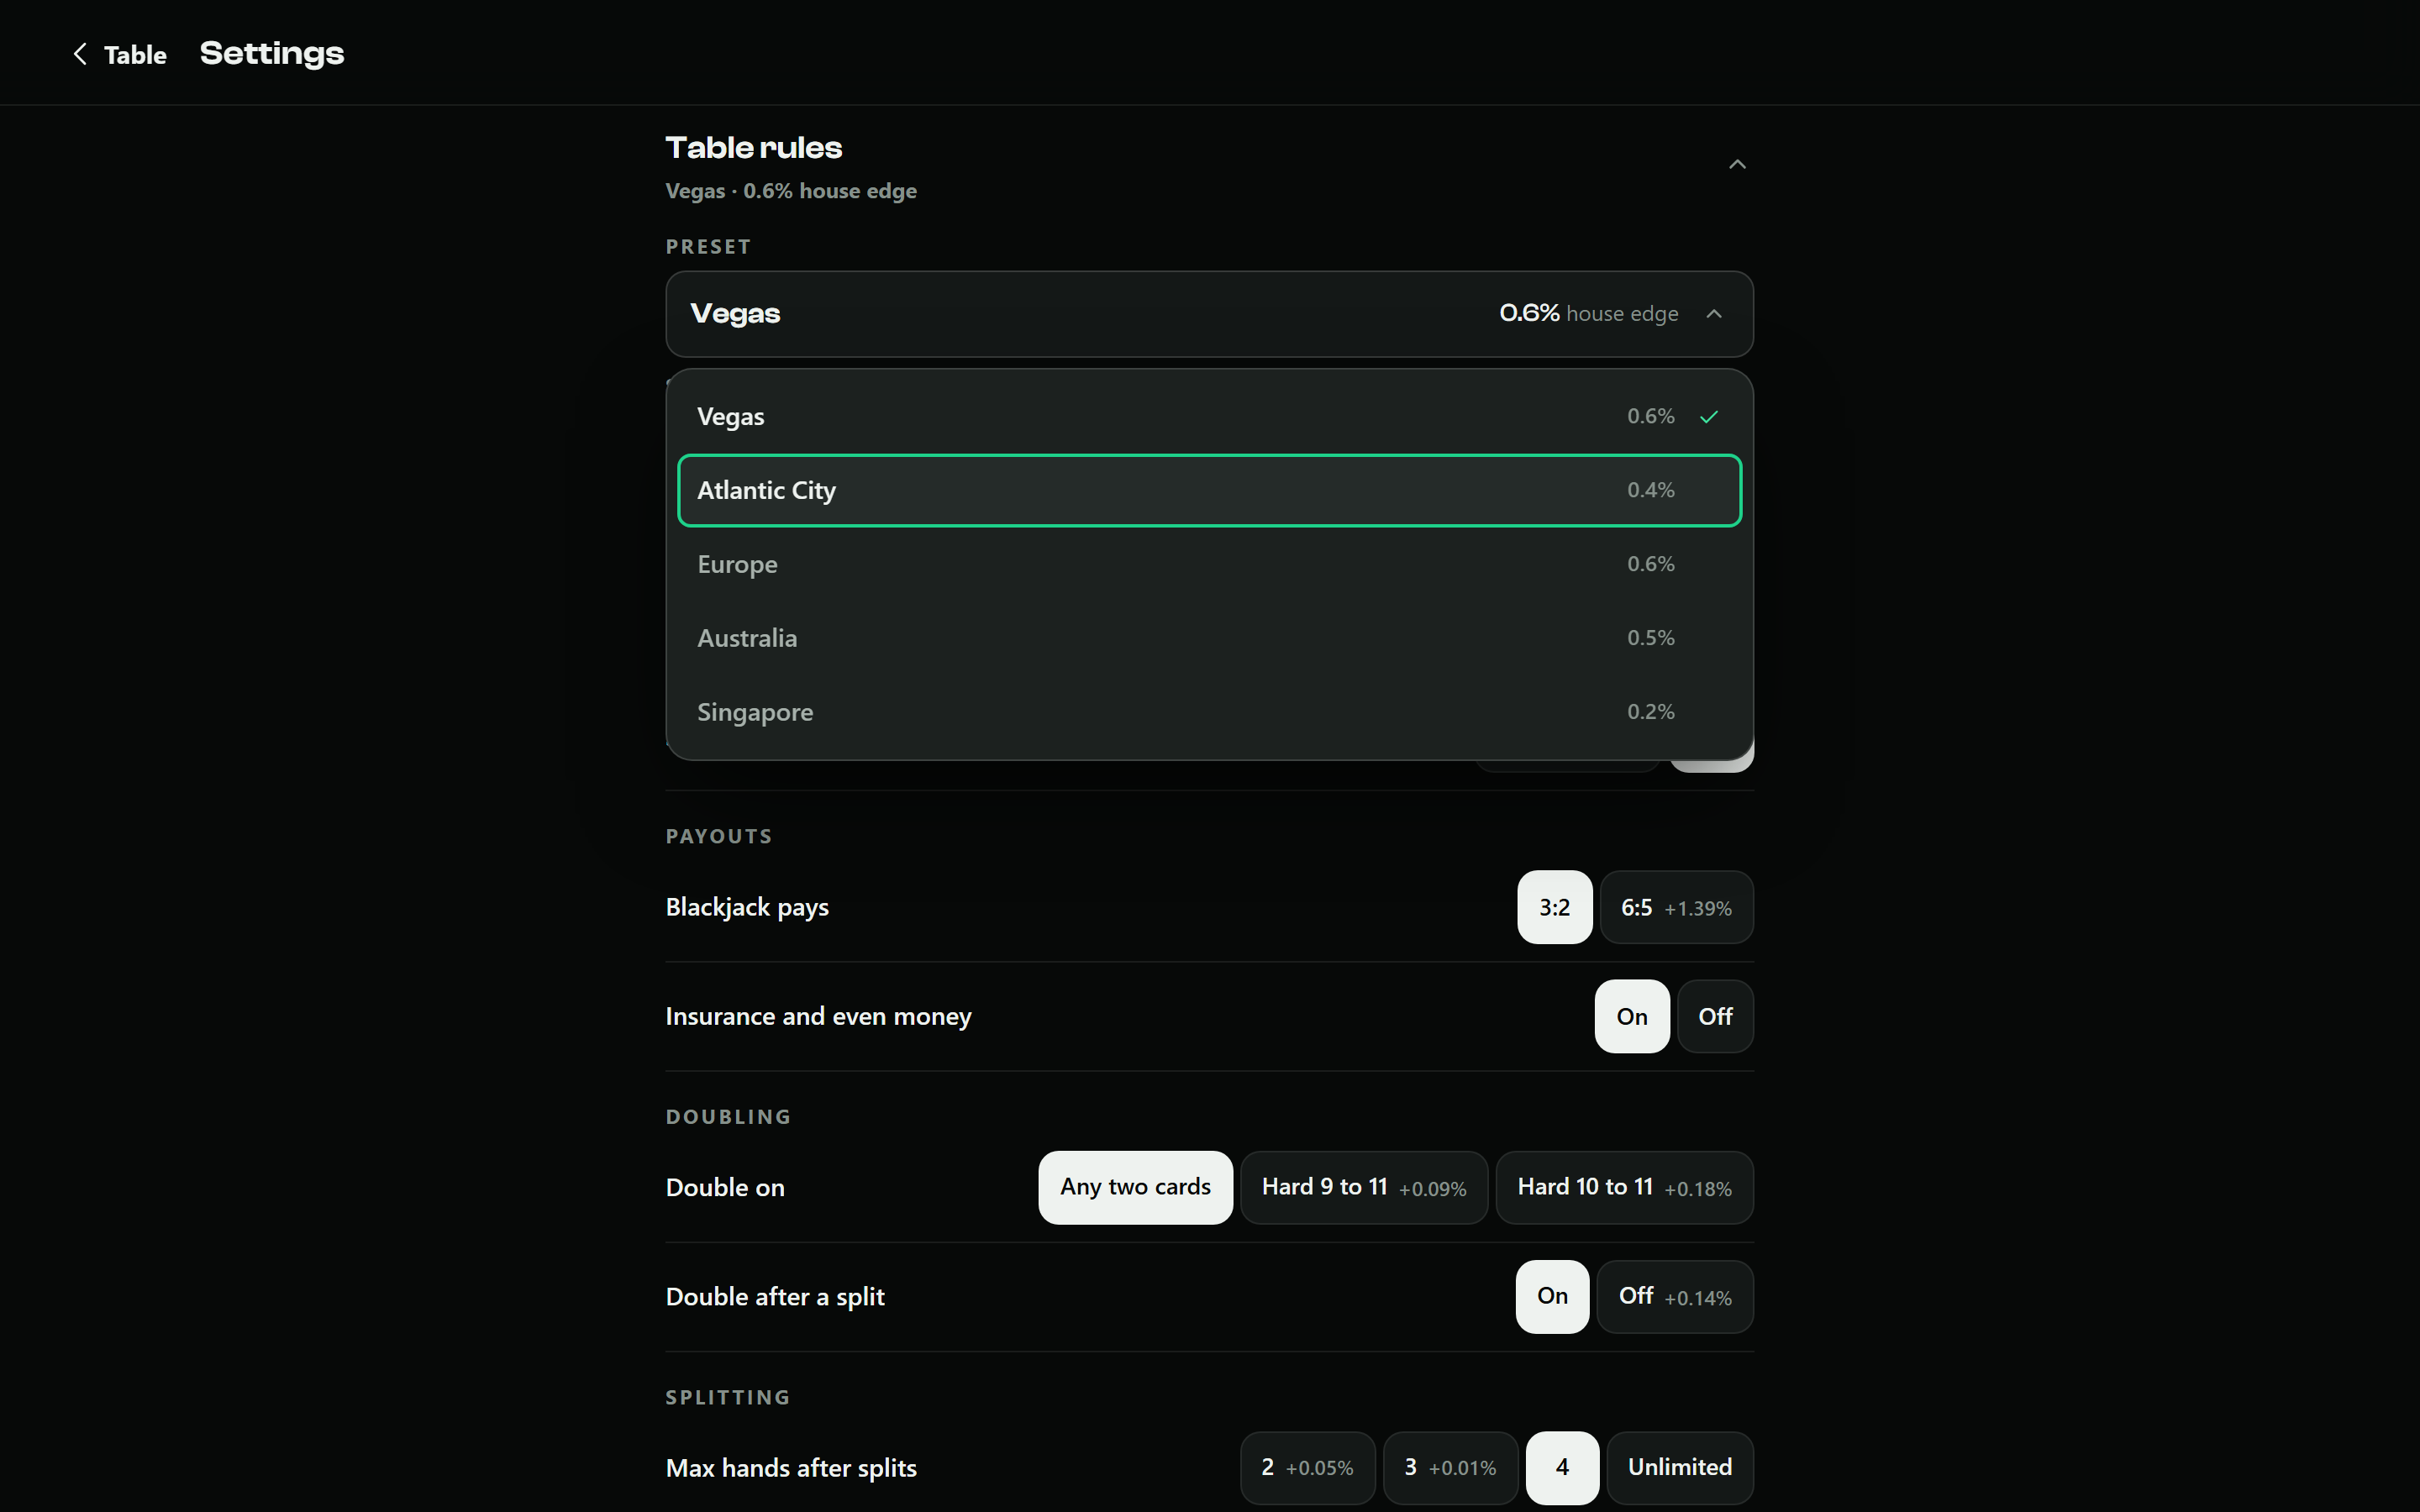 Table Settings
Table rules
Vegas · 0.6% house edge
PRESET
Vegas 0.6% house edge
Vegas 0.6%
Atlantic City 0.4%
Europe 0.6%
Australia 0.5%
Singapore 0.2%
PAYOUTS
Blackjack pays 3:2 6:5 +1.39%
Insurance and even money On Off
DOUBLING
Double on Any two cards Hard 9 to 11 +0.09% Hard 10 to 11 +0.18%
Double after a split On Off +0.14%
SPLITTING
Max hands after splits 2 +0.05% 3 +0.01% 4 Unlimited